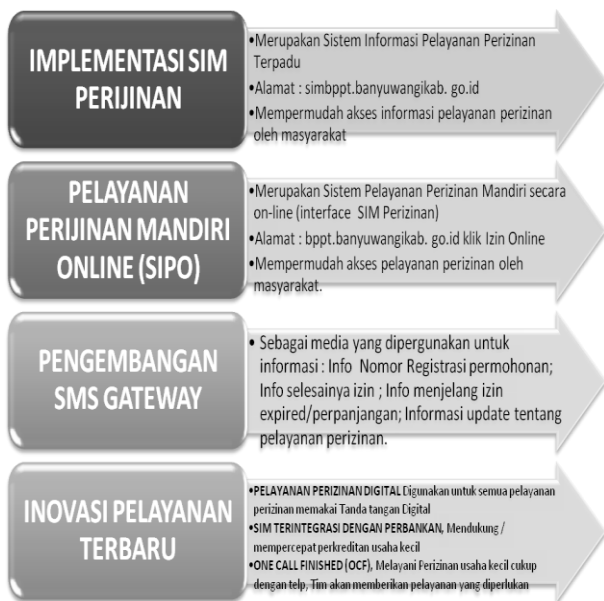 IMPLEMENTASI SIM
PERIJINAN
•Merupakan Sistem Informasi Pelayanan Perizinan
Terpadu
•Alamat : simbppt.banyuwangikab. go.id
•Mempermudah akses informasi pelayanan perizinan
oleh masyarakat
PELAYANAN
PERIJINAN MANDIRI
ONLINE (SIPO)
•Merupakan Sistem Pelayanan Perizinan Mandiri secara
on-line (interface SIM Perizinan)
•Alamat : bppt.banyuwangikab. go.id klik Izin Online
•Mempermudah akses pelayanan perizinan oleh
masyarakat.
PENGEMBANGAN
SMS GATEWAY
• Sebagai media yang dipergunakan untuk
informasi : Info Nomor Registrasi permohonan;
Info selesainya izin ; Info menjelang izin
expired/perpanjangan; Informasi update tentang
pelayanan perizinan.
INOVASI PELAYANAN
TERBARU
•PELAYANAN PERIZINAN DIGITAL Digunakan untuk semua pelayanan
perizinan memakai Tanda tangan Digital
•SIM TERINTEGRASI DENGAN PERBANKAN, Mendukung /
mempercepat perkreditan usaha kecil
•ONE CALL FINISHED (OCF), Melayani Perizinan usaha kecil cukup
dengan telp, Tim akan memberikan pelayanan yang diperlukan